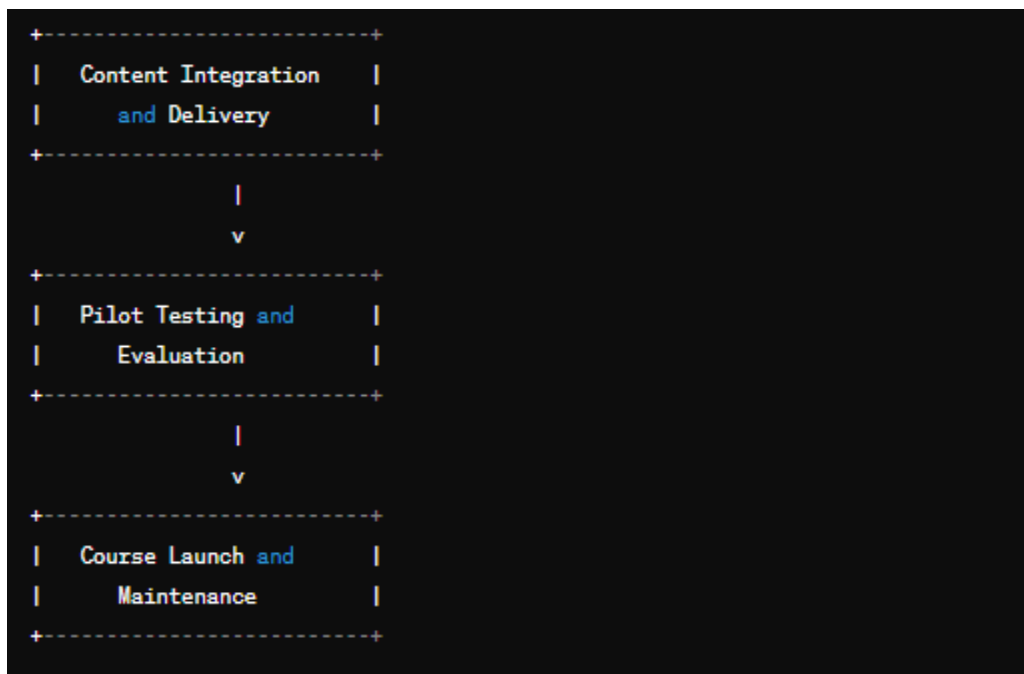 +--------------------------+
|   Content Integration    |
|      and Delivery        |
+--------------------------+
                |
                v
+--------------------------+
|   Pilot Testing and      |
|      Evaluation          |
+--------------------------+
                |
                v
+--------------------------+
|   Course Launch and      |
|      Maintenance         |
+--------------------------+